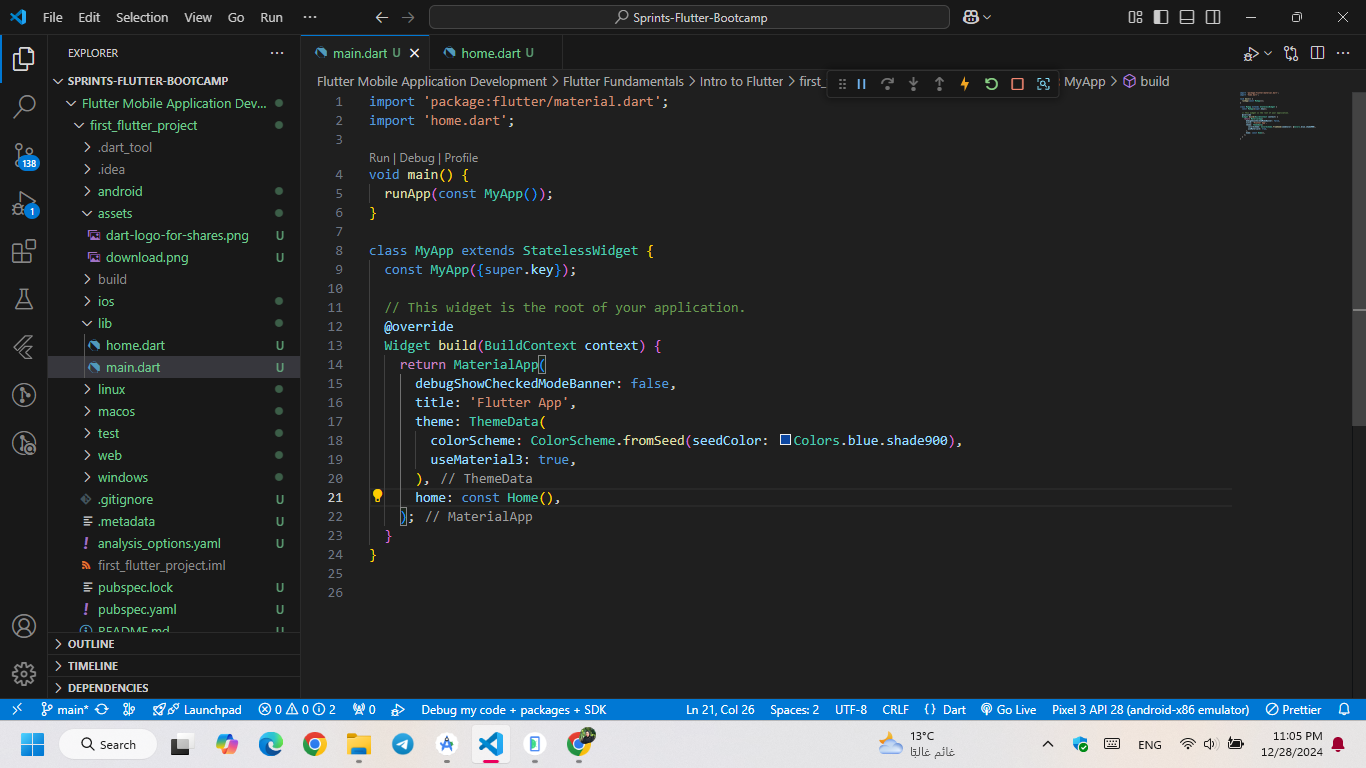 File Edit Selection View Go Run ···
Sprints-Flutter-Bootcamp
EXPLORER
SPRINTS-FLUTTER-BOOTCAMP
Flutter Mobile Application Dev...
first_flutter_project
.dart_tool
.idea
android
assets
dart-logo-for-shares.png U
download.png U
build
ios
lib
home.dart U
main.dart U
linux
macos
test
web
windows
.gitignore U
.metadata U
analysis_options.yaml U
first_flutter_project.iml
pubspec.lock U
pubspec.yaml U
README.md U
OUTLINE
TIMELINE
DEPENDENCIES
138
1
main.dart U
home.dart U
Flutter Mobile Application Development > Flutter Fundamentals > Intro to Flutter > first_ MyApp > build
1 import 'package:flutter/material.dart';
2 import 'home.dart';
3
Run | Debug | Profile
4 void main() {
5 runApp(const MyApp());
6 }
7
8 class MyApp extends StatelessWidget {
9 const MyApp({super.key});
10
11 // This widget is the root of your application.
12 @override
13 Widget build(BuildContext context) {
14 return MaterialApp(
15 debugShowCheckedModeBanner: false,
16 title: 'Flutter App',
17 theme: ThemeData(
18 colorScheme: ColorScheme.fromSeed(seedColor: Colors.blue.shade900),
19 useMaterial3: true,
20 ), // ThemeData
21 home: const Home(),
22 ); // MaterialApp
23 }
24 }
25
26
main* Launchpad 0 0 2 0 Debug my code + packages + SDK Ln 21, Col 26 Spaces: 2 UTF-8 CRLF {} Dart Go Live Pixel 3 API 28 (android-x86 emulator) Prettier
Search
13°C
غائم غالبًا
ENG
11:05 PM
12/28/2024